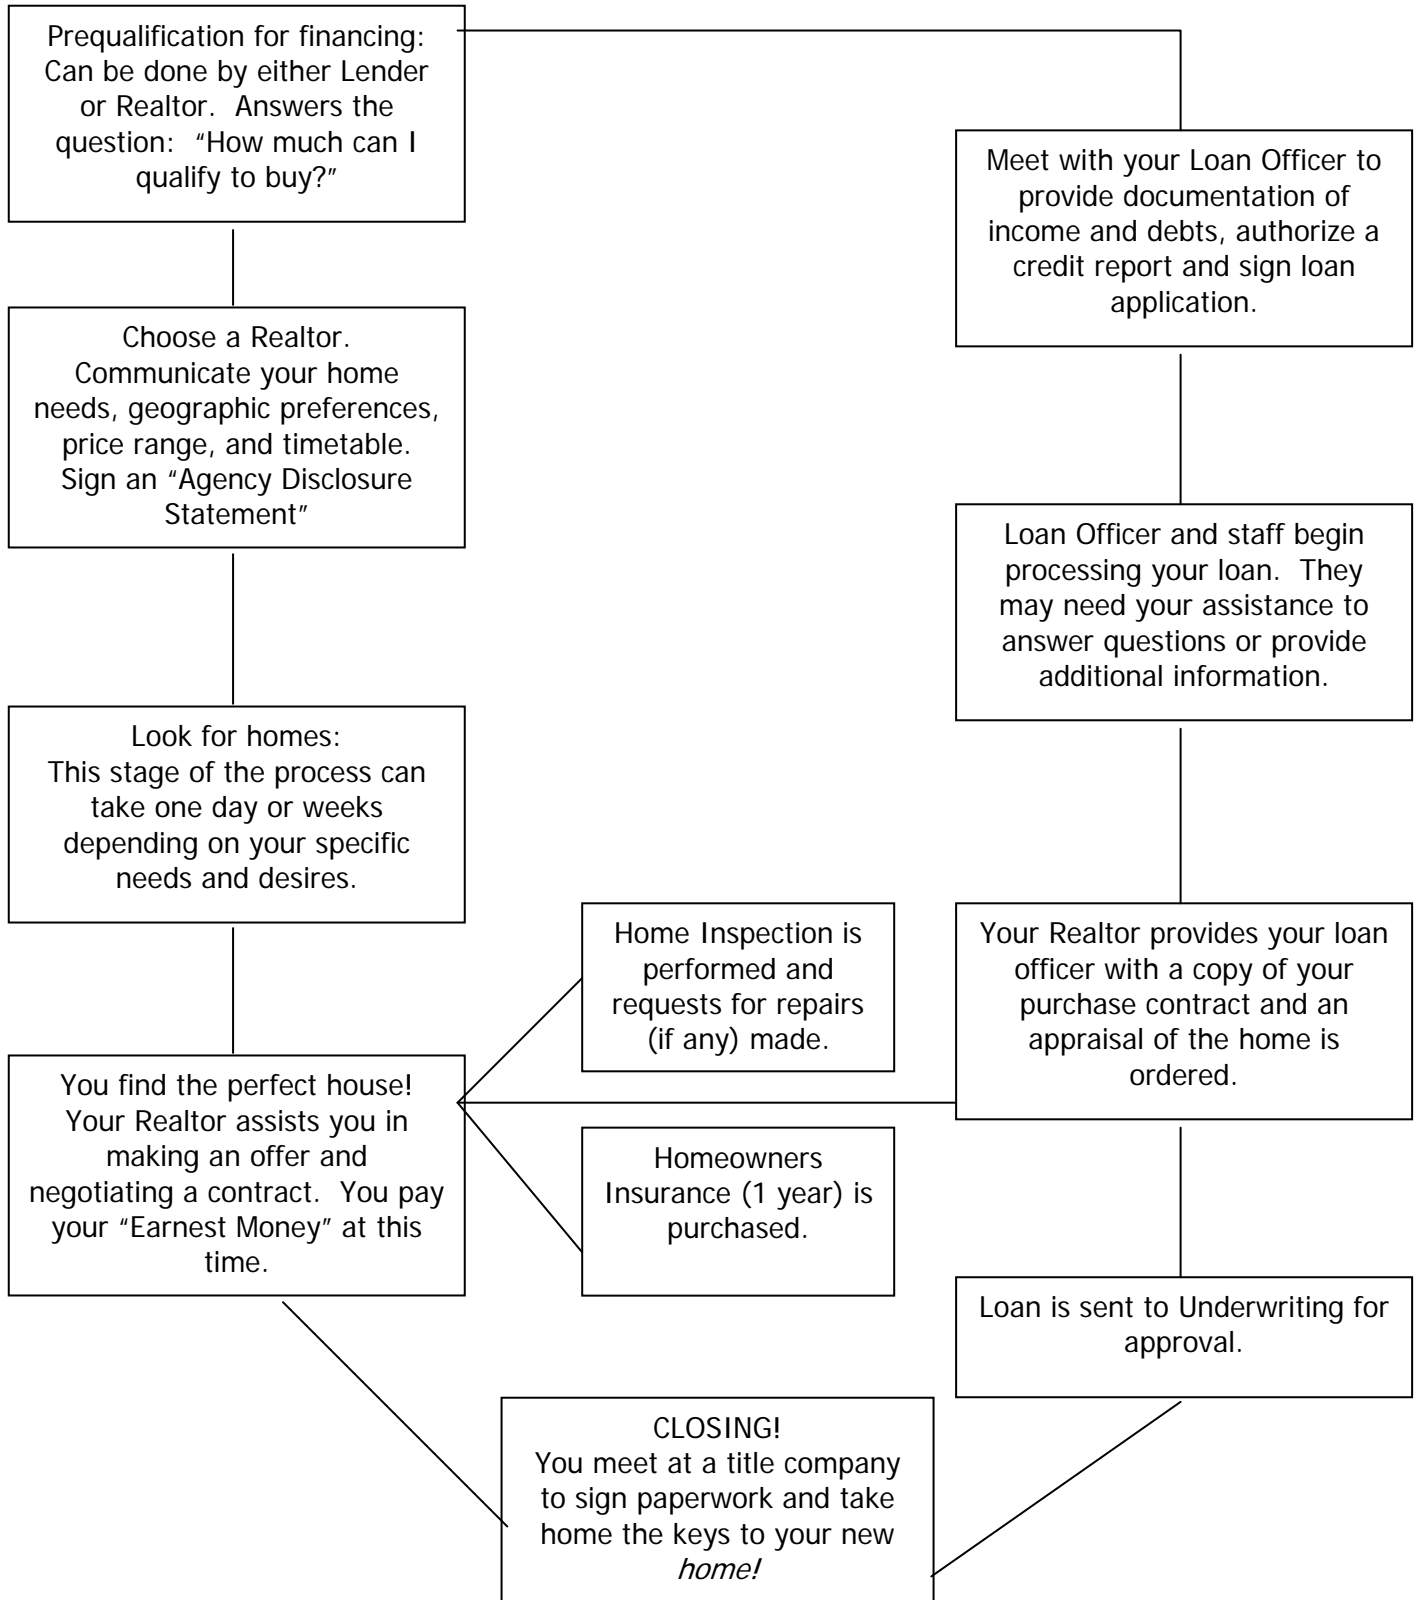 Prequalification for financing:
Can be done by either Lender
or Realtor.  Answers the
question:  “How much can I
qualify to buy?”
Meet with your Loan Officer to
provide documentation of
income and debts, authorize a
credit report and sign loan
application.
Choose a Realtor.
Communicate your home
needs, geographic preferences,
price range, and timetable.
Sign an “Agency Disclosure
Statement”
Loan Officer and staff begin
processing your loan.  They
may need your assistance to
answer questions or provide
additional information.
Look for homes:
This stage of the process can
take one day or weeks
depending on your specific
needs and desires.
Home Inspection is
performed and
requests for repairs
(if any) made.
Your Realtor provides your loan
officer with a copy of your
purchase contract and an
appraisal of the home is
ordered.
You find the perfect house!
Your Realtor assists you in
making an offer and
negotiating a contract.  You pay
your “Earnest Money” at this
time.
Homeowners
Insurance (1 year) is
purchased.
Loan is sent to Underwriting for
approval.
CLOSING!
You meet at a title company
to sign paperwork and take
home the keys to your new
home!